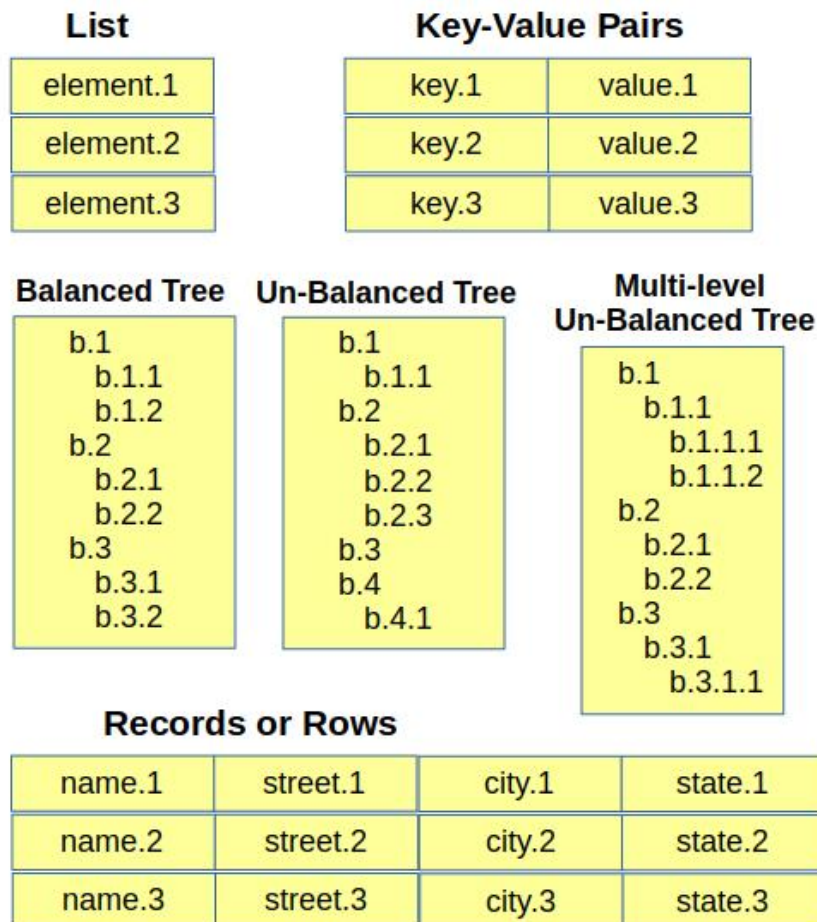 List
element.1
element.2
element.3
Key-Value Pairs
key.1 value.1
key.2 value.2
key.3 value.3
Balanced Tree
b.1
b.1.1
b.1.2
b.2
b.2.1
b.2.2
b.3
b.3.1
b.3.2
Un-Balanced Tree
b.1
b.1.1
b.2
b.2.1
b.2.2
b.2.3
b.3
b.4
b.4.1
Multi-level
Un-Balanced Tree
b.1
b.1.1
b.1.1.1
b.1.1.2
b.2
b.2.1
b.2.2
b.3
b.3.1
b.3.1.1
Records or Rows
name.1 street.1 city.1 state.1
name.2 street.2 city.2 state.2
name.3 street.3 city.3 state.3